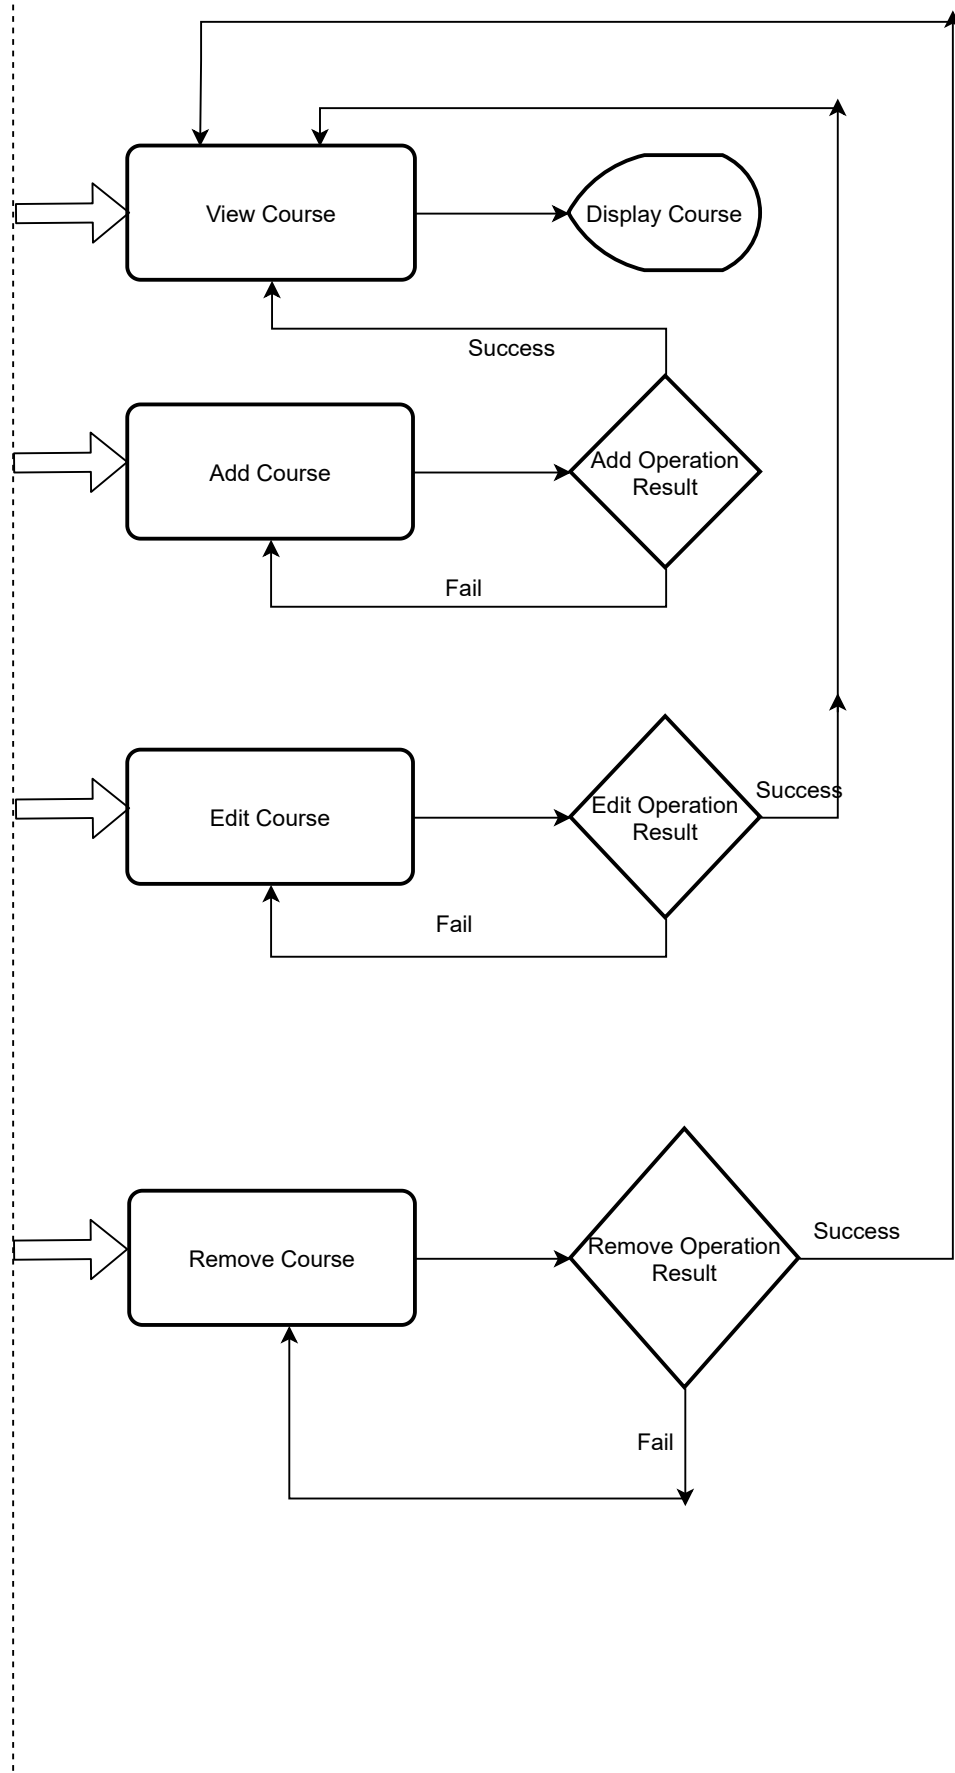 View Course
Display Course
Success
Add Course
Add Operation
Result
Fail
Success
Edit Course
Edit Operation
Result
Fail
Success
Remove Course
Remove Operation
Result
Fail